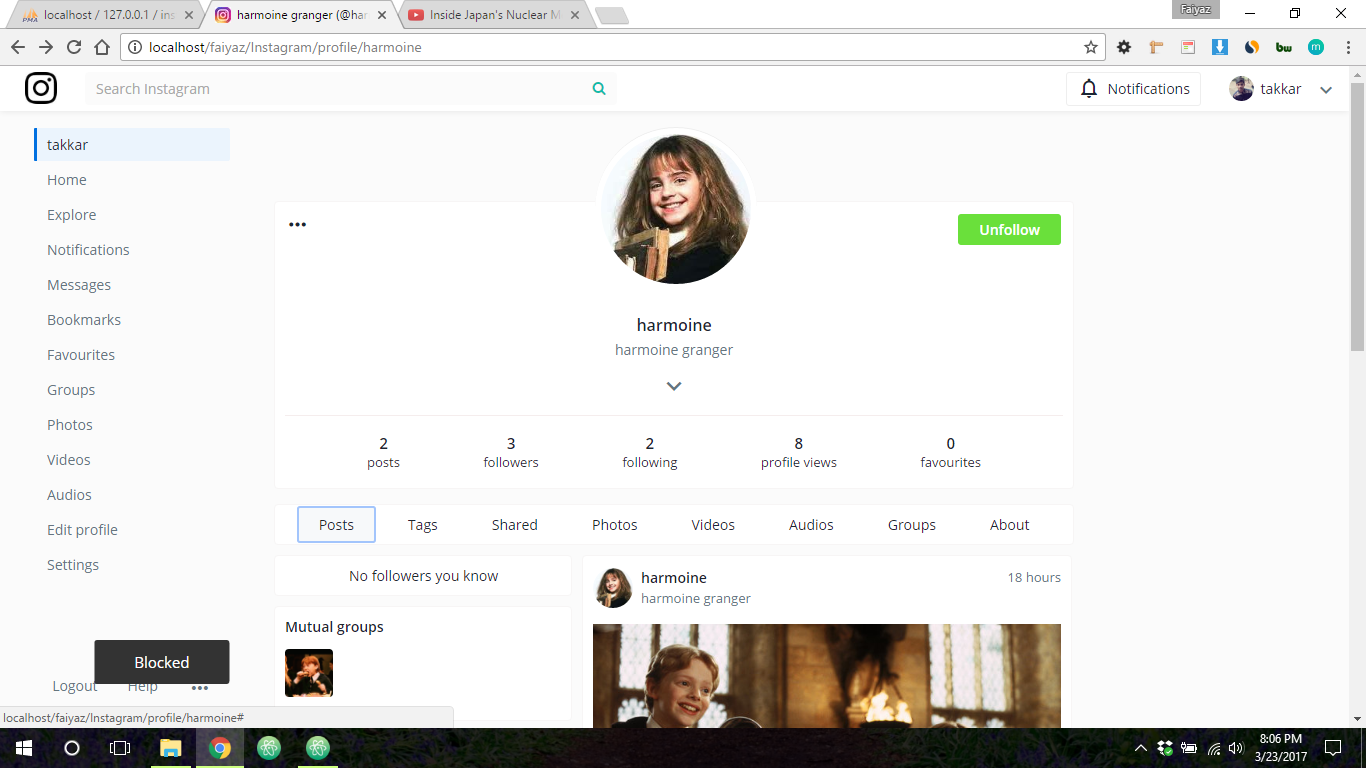 localhost / 127.0.0.1 / ins
harmoine granger (@har
Inside Japan's Nuclear M
Faiyaz
localhost/faiyaz/Instagram/profile/harmoine
bw
m
Search Instagram
Notifications
takkar
takkar
Home
Explore
Notifications
Messages
Bookmarks
Favourites
Groups
Photos
Videos
Audios
Edit profile
Settings
Blocked
Logout
Help
Unfollow
harmoine
harmoine granger
2 3 2 8 0
posts followers following profile views favourites
Posts Tags Shared Photos Videos Audios Groups About
No followers you know
Mutual groups
harmoine
18 hours
harmoine granger
localhost/faiyaz/Instagram/profile/harmoine#
8:06 PM
3/23/2017